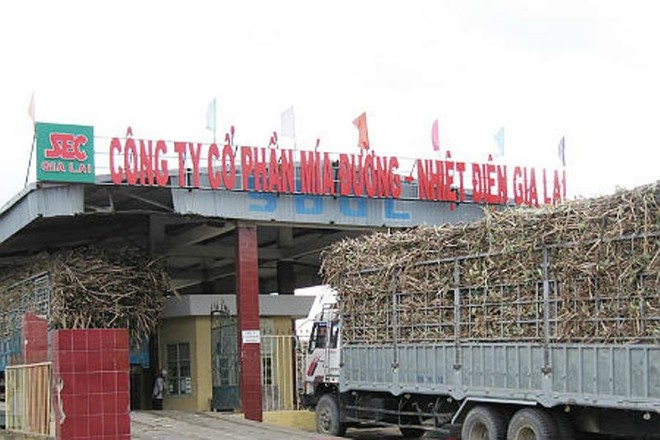 SEC
GIA LAI
CÔNG TY CỔ PHẦN MÍA ĐƯỜNG - NHIỆT ĐIỆN GIA LAI